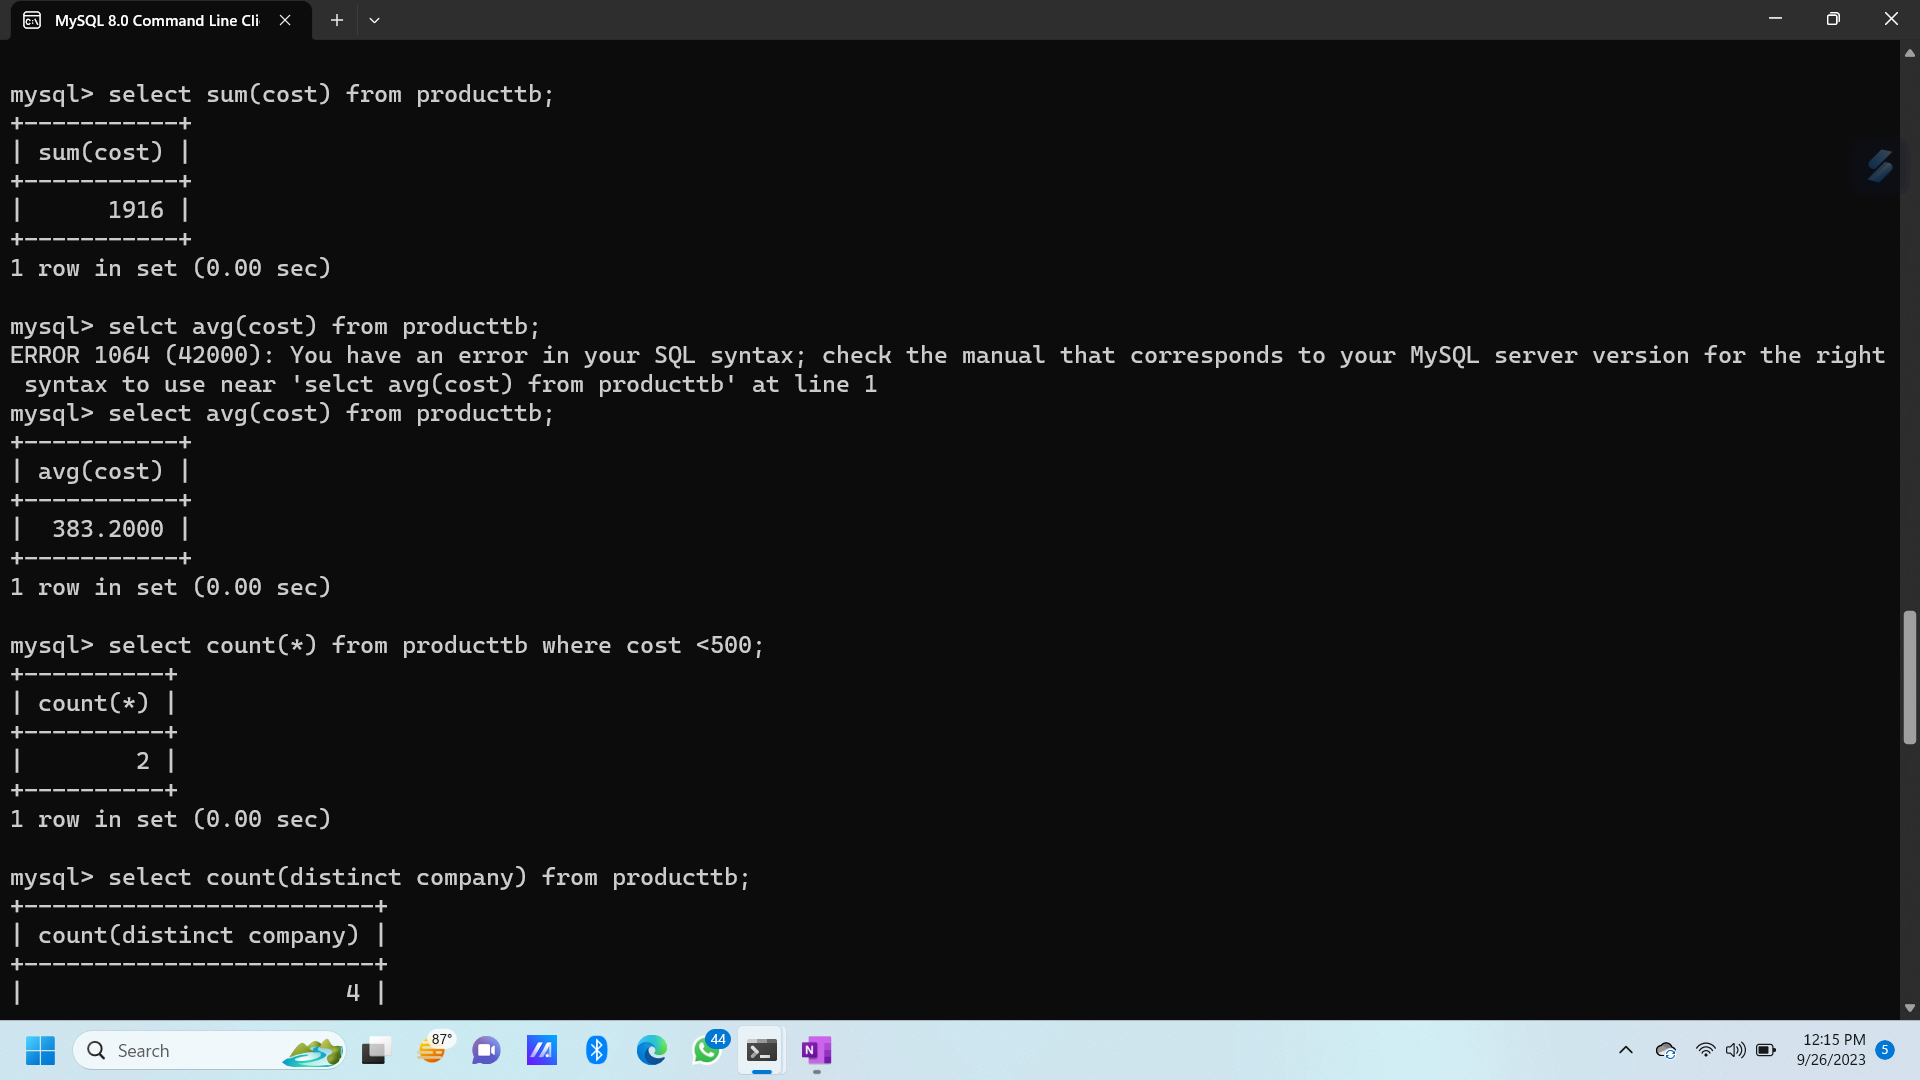 MySQL 8.0 Command Line Cli
mysql> select sum(cost) from producttb;
+-----------+
| sum(cost) |
+-----------+
|      1916 |
+-----------+
1 row in set (0.00 sec)
mysql> selct avg(cost) from producttb;
ERROR 1064 (42000): You have an error in your SQL syntax; check the manual that corresponds to your MySQL server version for the right
 syntax to use near 'selct avg(cost) from producttb' at line 1
mysql> select avg(cost) from producttb;
+-----------+
| avg(cost) |
+-----------+
|  383.2000 |
+-----------+
1 row in set (0.00 sec)
mysql> select count(*) from producttb where cost <500;
+----------+
| count(*) |
+----------+
|        2 |
+----------+
1 row in set (0.00 sec)
mysql> select count(distinct company) from producttb;
+-------------------------+
| count(distinct company) |
+-------------------------+
|                       4 |
Search
87°
44
N
12:15 PM
9/26/2023
5